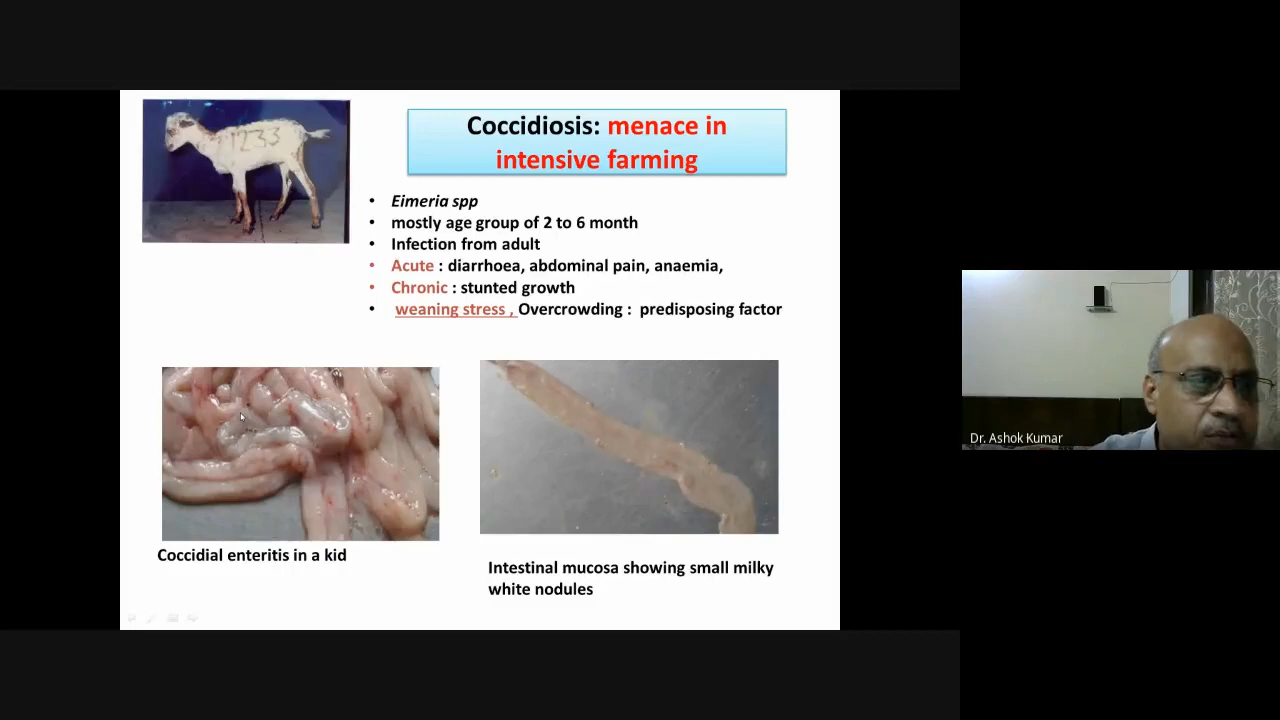 Coccidiosis: menace in
intensive farming
1233
Eimeria spp
mostly age group of 2 to 6 month
Infection from adult
Acute : diarrhoea, abdominal pain, anaemia,
Chronic : stunted growth
weaning stress , Overcrowding : predisposing factor
Coccidial enteritis in a kid
Intestinal mucosa showing small milky
white nodules
Dr. Ashok Kumar